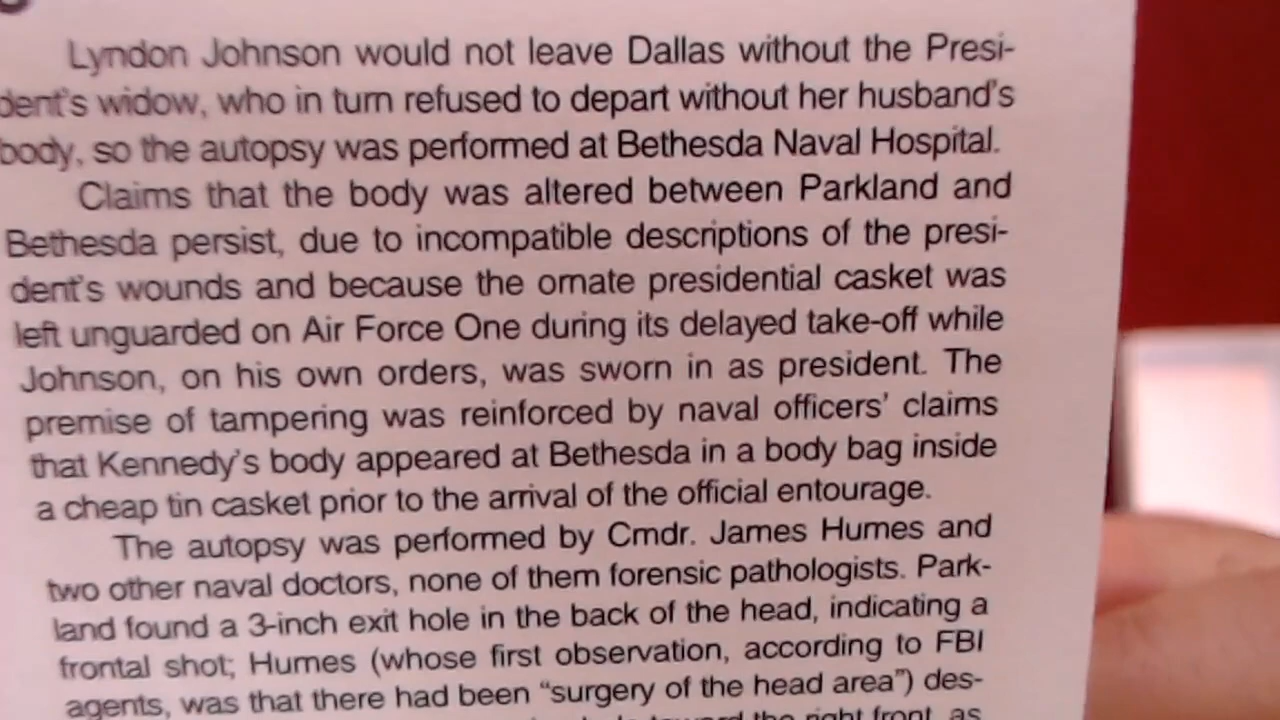 Lyndon Johnson would not leave Dallas without the Presi-
dent's widow, who in turn refused to depart without her husband's
body, so the autopsy was performed at Bethesda Naval Hospital.
Claims that the body was altered between Parkland and
Bethesda persist, due to incompatible descriptions of the presi-
dent's wounds and because the ornate presidential casket was
left unguarded on Air Force One during its delayed take-off while
Johnson, on his own orders, was sworn in as president. The
premise of tampering was reinforced by naval officers' claims
that Kennedy's body appeared at Bethesda in a body bag inside
a cheap tin casket prior to the arrival of the official entourage.
The autopsy was performed by Cmdr. James Humes and
two other naval doctors, none of them forensic pathologists. Park-
land found a 3-inch exit hole in the back of the head, indicating a
frontal shot; Humes (whose first observation, according to FBI
agents, was that there had been “surgery of the head area”) des-
toward the right front, as